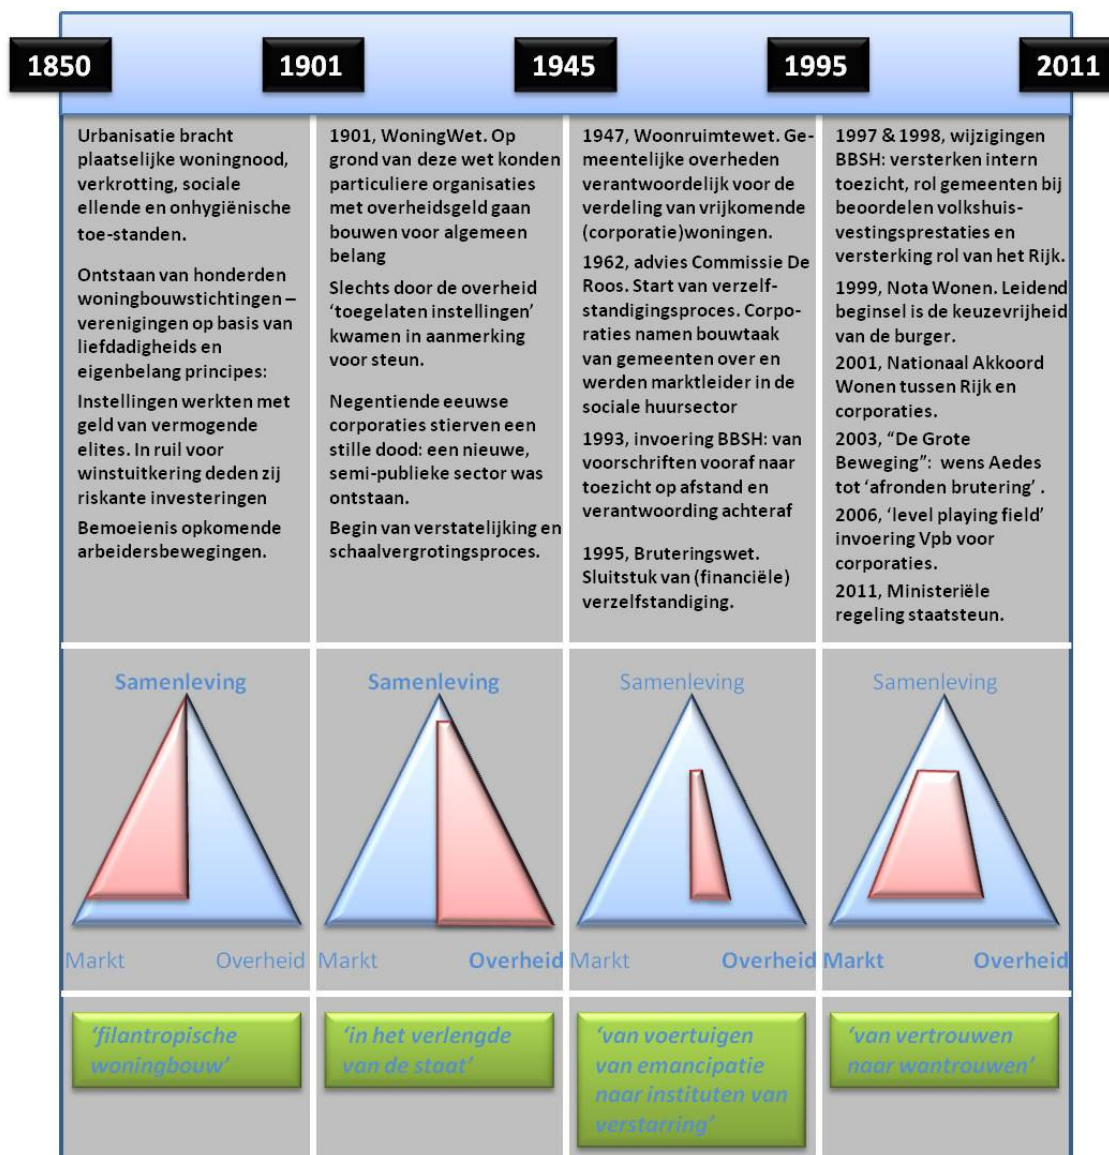 1850
1901
1945
1995
2011
Urbanisatie bracht
plaatselijke woningnood,
verkrotting, sociale
ellende en onhygiënische
toe-standen.
Ontstaan van honderden
woningbouwstichtingen –
verenigingen op basis van
liefdadigheids en
eigenbelang principes:
Instellingen werkten met
geld van vermogende
elites. In ruil voor
winstuitkering deden zij
riskante investeringen
Bemoeienis opkomende
arbeidersbewegingen.
1901, WoningWet. Op
grond van deze wet konden
particuliere organisaties
met overheidsgeld gaan
bouwen voor algemeen
belang
Slechts door de overheid
‘toegelaten instellingen’
kwamen in aanmerking
voor steun.
Negentiende eeuwse
corporaties stierven een
stille dood: een nieuwe,
semi-publieke sector was
ontstaan.
Begin van verstatelijking en
schaalvergrotingsproces.
1947, Woonruimtewet. Ge-
meentelijke overheden
verantwoordelijk voor de
verdeling van vrijkomende
(corporatie)woningen.
1962, advies Commissie De
Roos. Start van verzelf-
standigingsproces. Corpo-
raties namen bouwtaak
van gemeenten over en
werden marktleider in de
sociale huursector
1993, invoering BBSH: van
voorschriften vooraf naar
toezicht op afstand en
verantwoording achteraf
1995, Bruteringswet.
Sluitstuk van (financiële)
verzelfstandiging.
1997 & 1998, wijzigingen
BBSH: versterken intern
toezicht, rol gemeenten bij
beoordelen volkshuis-
vestingsprestaties en
versterking rol van het Rijk.
1999, Nota Wonen. Leidend
beginsel is de keuzevrijheid
van de burger.
2001, Nationaal Akkoord
Wonen tussen Rijk en
corporaties.
2003, “De Grote
Beweging”: wens Aedes
tot ‘afronden brutering’ .
2006, ‘level playing field’
invoering Vpb voor
corporaties.
2011, Ministeriële
regeling staatsteun.
Samenleving
Markt Overheid
Samenleving
Markt Overheid
Samenleving
Markt Overheid
Samenleving
Markt Overheid
‘filantropische
woningbouw’
‘in het verlengde
van de staat’
‘van voertuigen
van emancipatie
naar instituten van
verstarring’
‘van vertrouwen
naar wantrouwen’